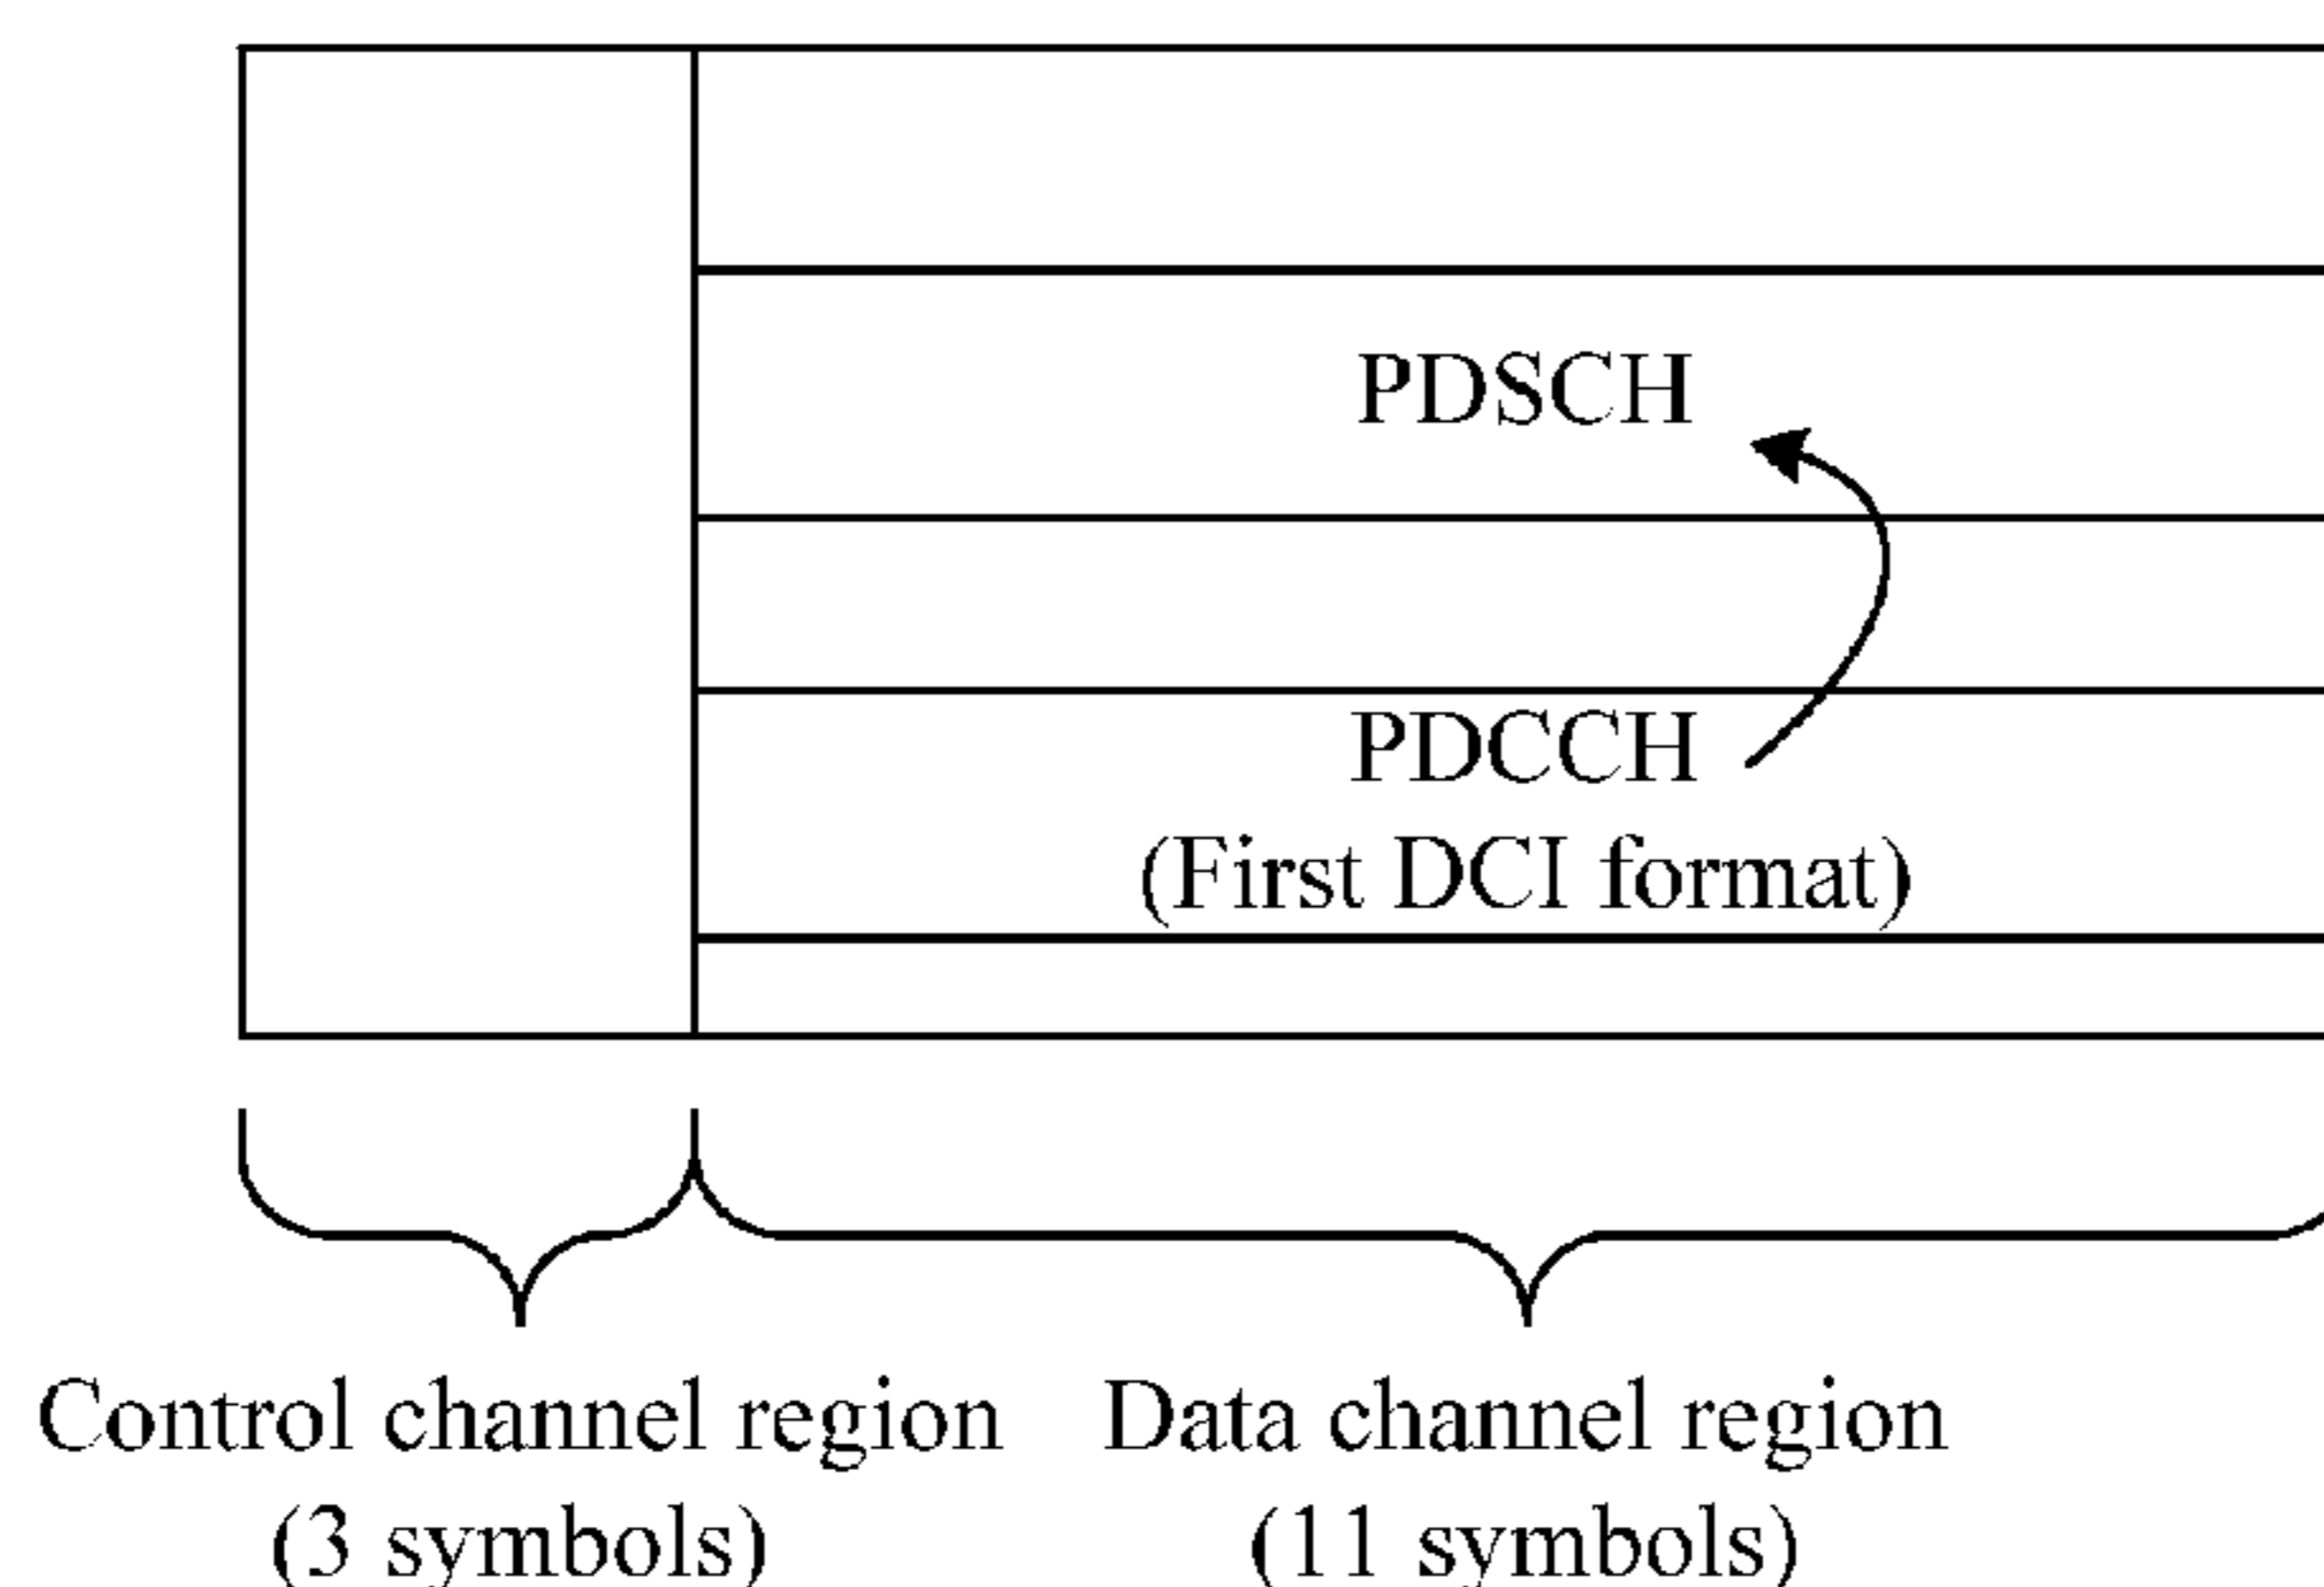 PDSCH
PDCCH
(First DCI format)
Control channel region
(3 symbols)
Data channel region
(11 symbols)